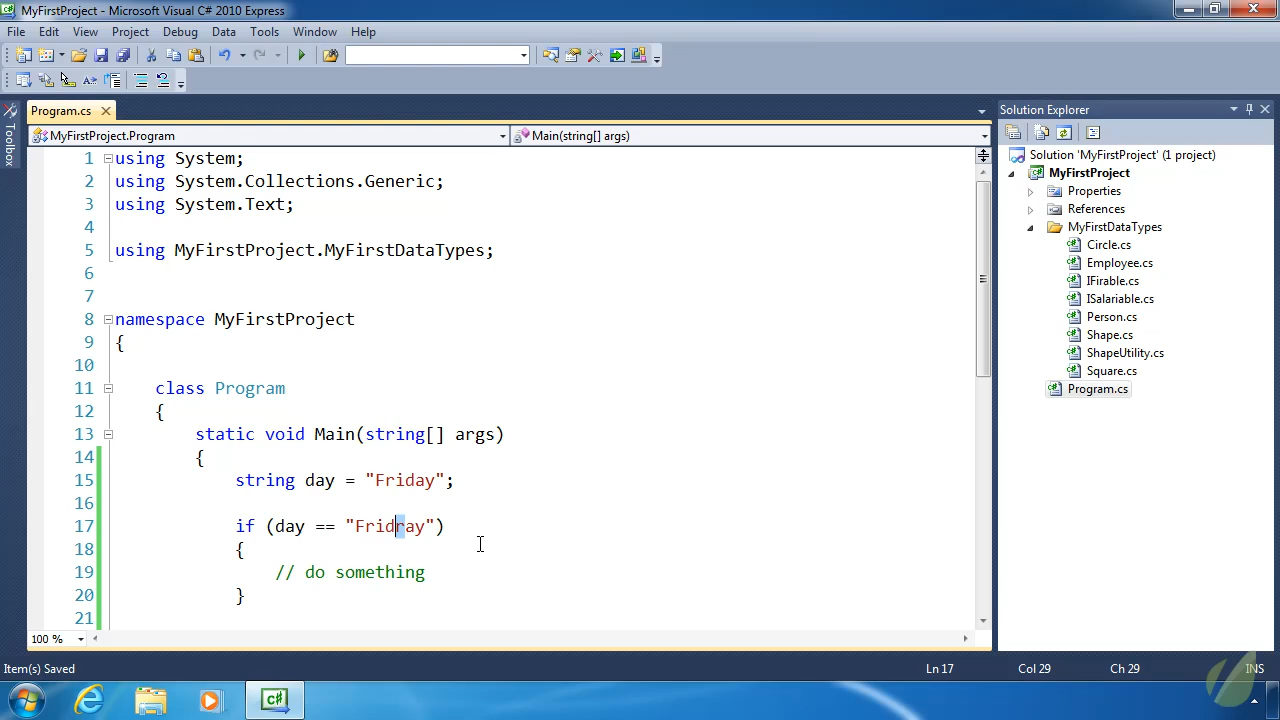 MyFirstProject - Microsoft Visual C# 2010 Express
File Edit View Project Debug Data Tools Window Help
Toolbox
Program.cs
MyFirstProject.Program
Main(string[] args)
1 using System;
2 using System.Collections.Generic;
3 using System.Text;
4
5 using MyFirstProject.MyFirstDataTypes;
6
7
8 namespace MyFirstProject
9 {
10
11 class Program
12 {
13 static void Main(string[] args)
14 {
15 string day = "Friday";
16
17 if (day == "Fridray")
18 {
19 // do something
20 }
21
100 %
Solution Explorer
Solution 'MyFirstProject' (1 project)
MyFirstProject
Properties
References
MyFirstDataTypes
Circle.cs
Employee.cs
IFirable.cs
ISalariable.cs
Person.cs
Shape.cs
ShapeUtility.cs
Square.cs
Program.cs
Item(s) Saved Ln 17 Col 29 Ch 29 INS
C#